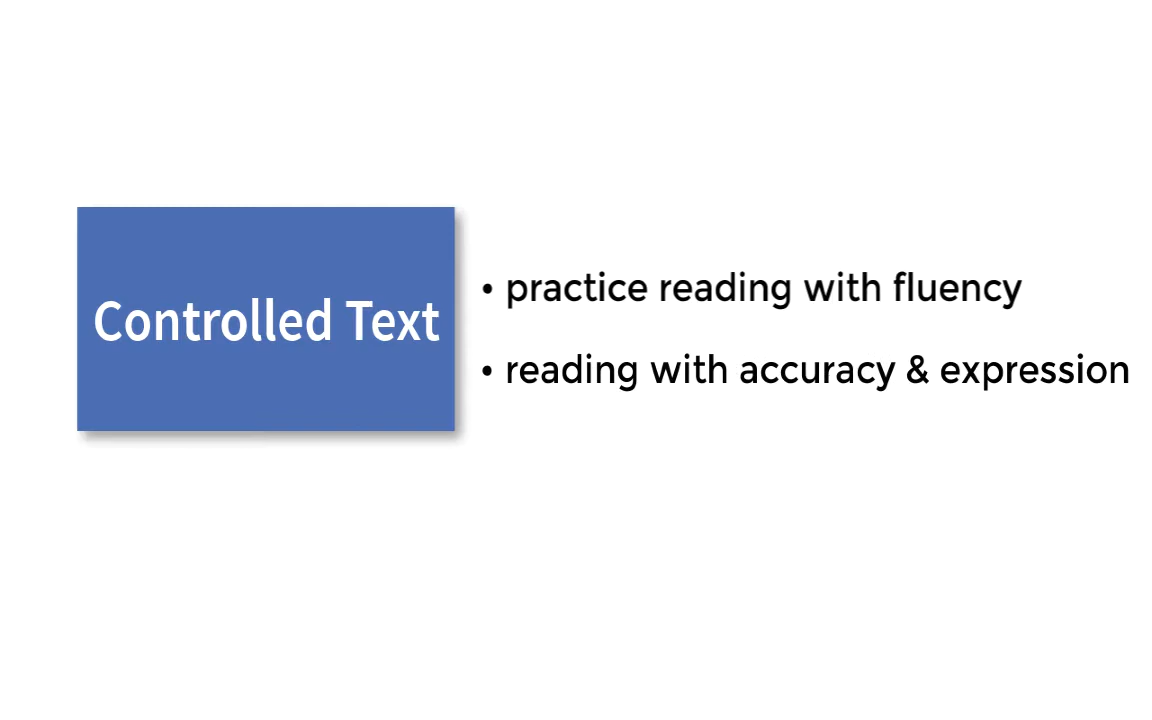 Controlled Text
• practice reading with fluency
• reading with accuracy & expression